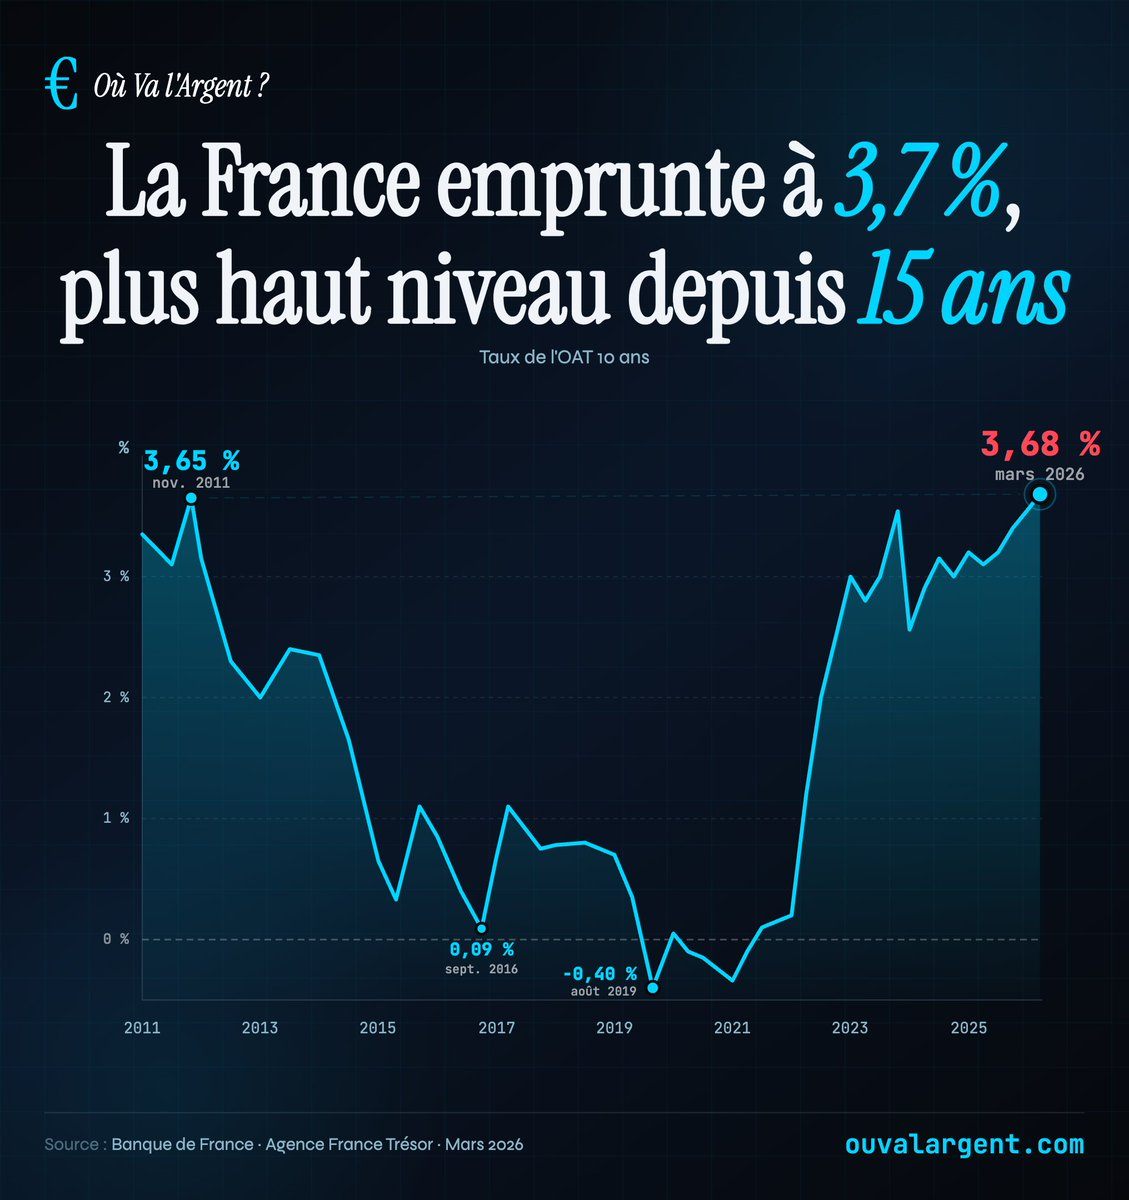 € Où Va l'Argent ?
La France emprunte à 3,7 %,
plus haut niveau depuis 15 ans
Taux de l'OAT 10 ans
%
3,65 %
nov. 2011
3,68 %
mars 2026
3 %
2 %
1 %
0 %
0,09 %
sept. 2016
-0,40 %
août 2019
2011 2013 2015 2017 2019 2021 2023 2025
Source : Banque de France · Agence France Trésor · Mars 2026
ouvalargent.com